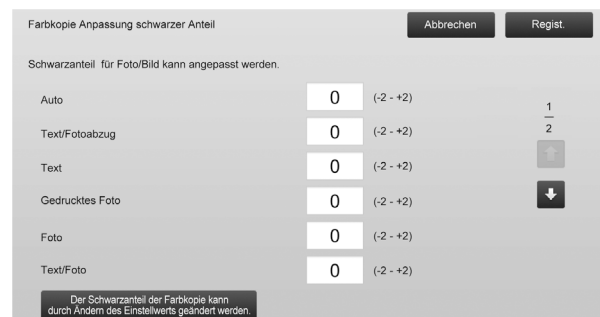 Farbkopie Anpassung schwarzer Anteil Abbrechen Regist.
Schwarzanteil für Foto/Bild kann angepasst werden.
Auto 0 (-2 - +2)
1
Text/Fotoabzug 0 (-2 - +2)
2
Text 0 (-2 - +2)
Gedrucktes Foto 0 (-2 - +2)
Foto 0 (-2 - +2)
Text/Foto 0 (-2 - +2)
Der Schwarzanteil der Farbkopie kann
durch Ändern des Einstellwerts geändert werden.